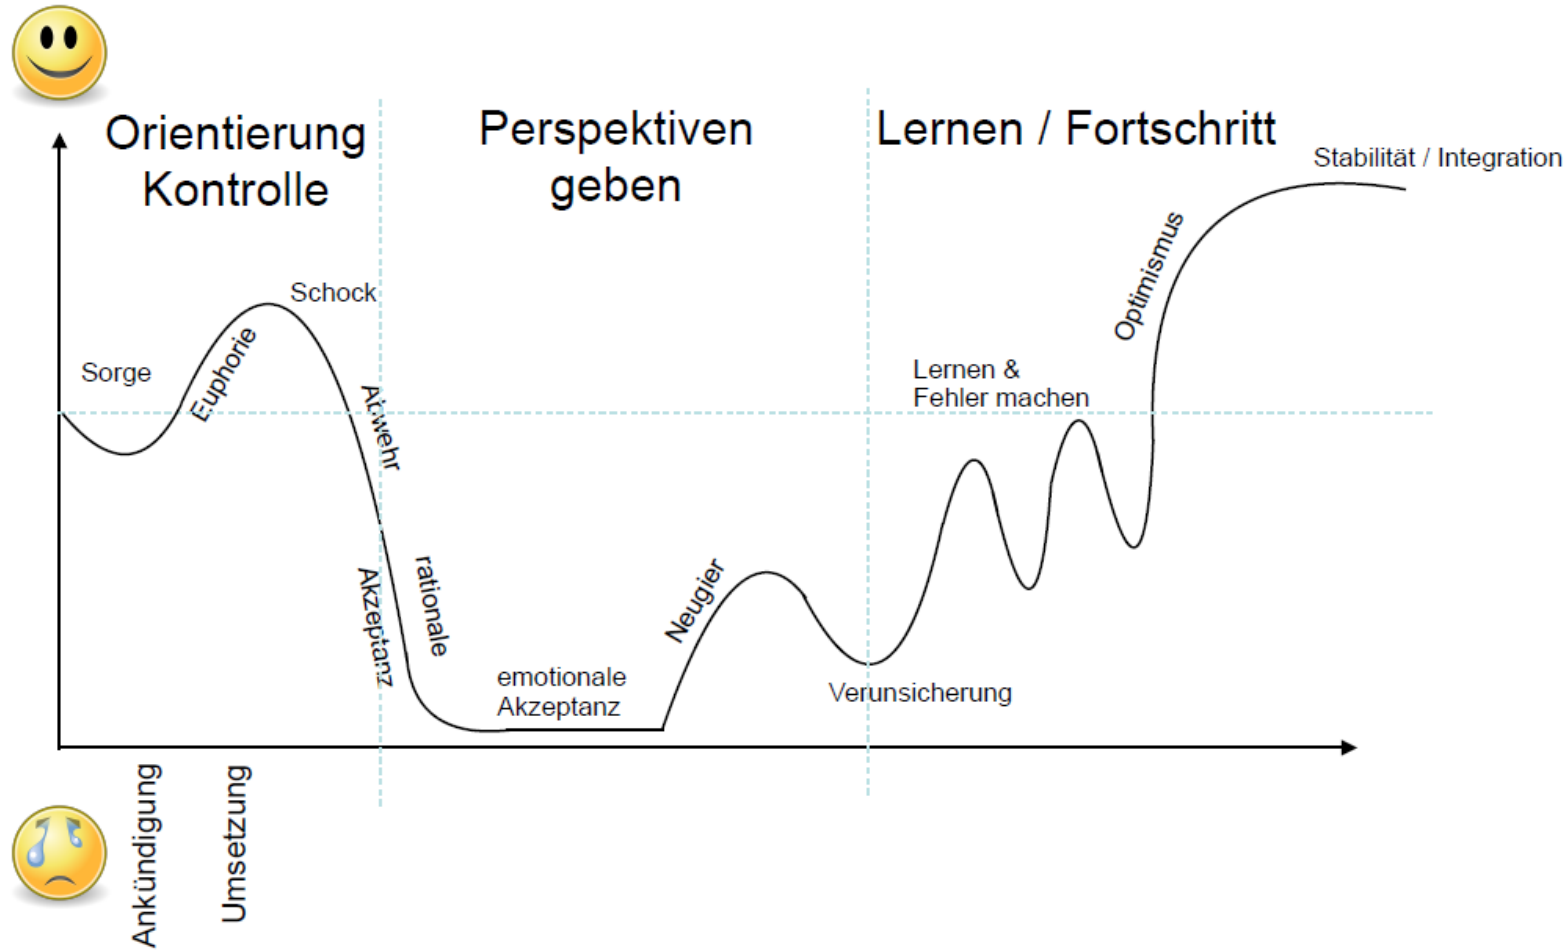 Orientierung
Kontrolle
Perspektiven
geben
Lernen / Fortschritt
Stabilität / Integration
Schock
Sorge
Euphorie
Abwehr
rationale
Akzeptanz
emotionale
Akzeptanz
Neugier
Verunsicherung
Lernen &
Fehler machen
Optimismus
Ankündigung
Umsetzung